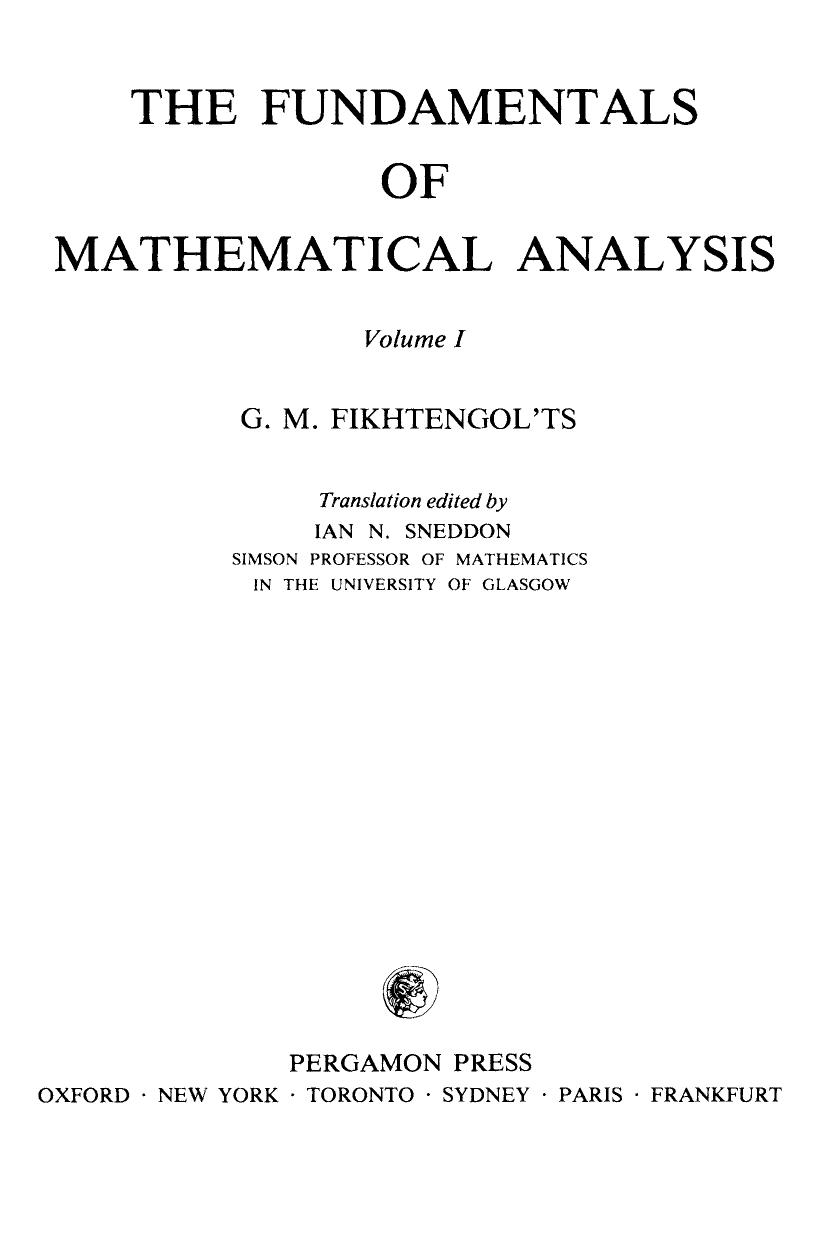 THE FUNDAMENTALS
OF
MATHEMATICAL ANALYSIS
Volume I
G. M. FIKHTENGOL'TS
Translation edited by
IAN N. SNEDDON
SIMSON PROFESSOR OF MATHEMATICS
IN THE UNIVERSITY OF GLASGOW
PERGAMON PRESS
OXFORD · NEW YORK · TORONTO · SYDNEY · PARIS · FRANKFURT